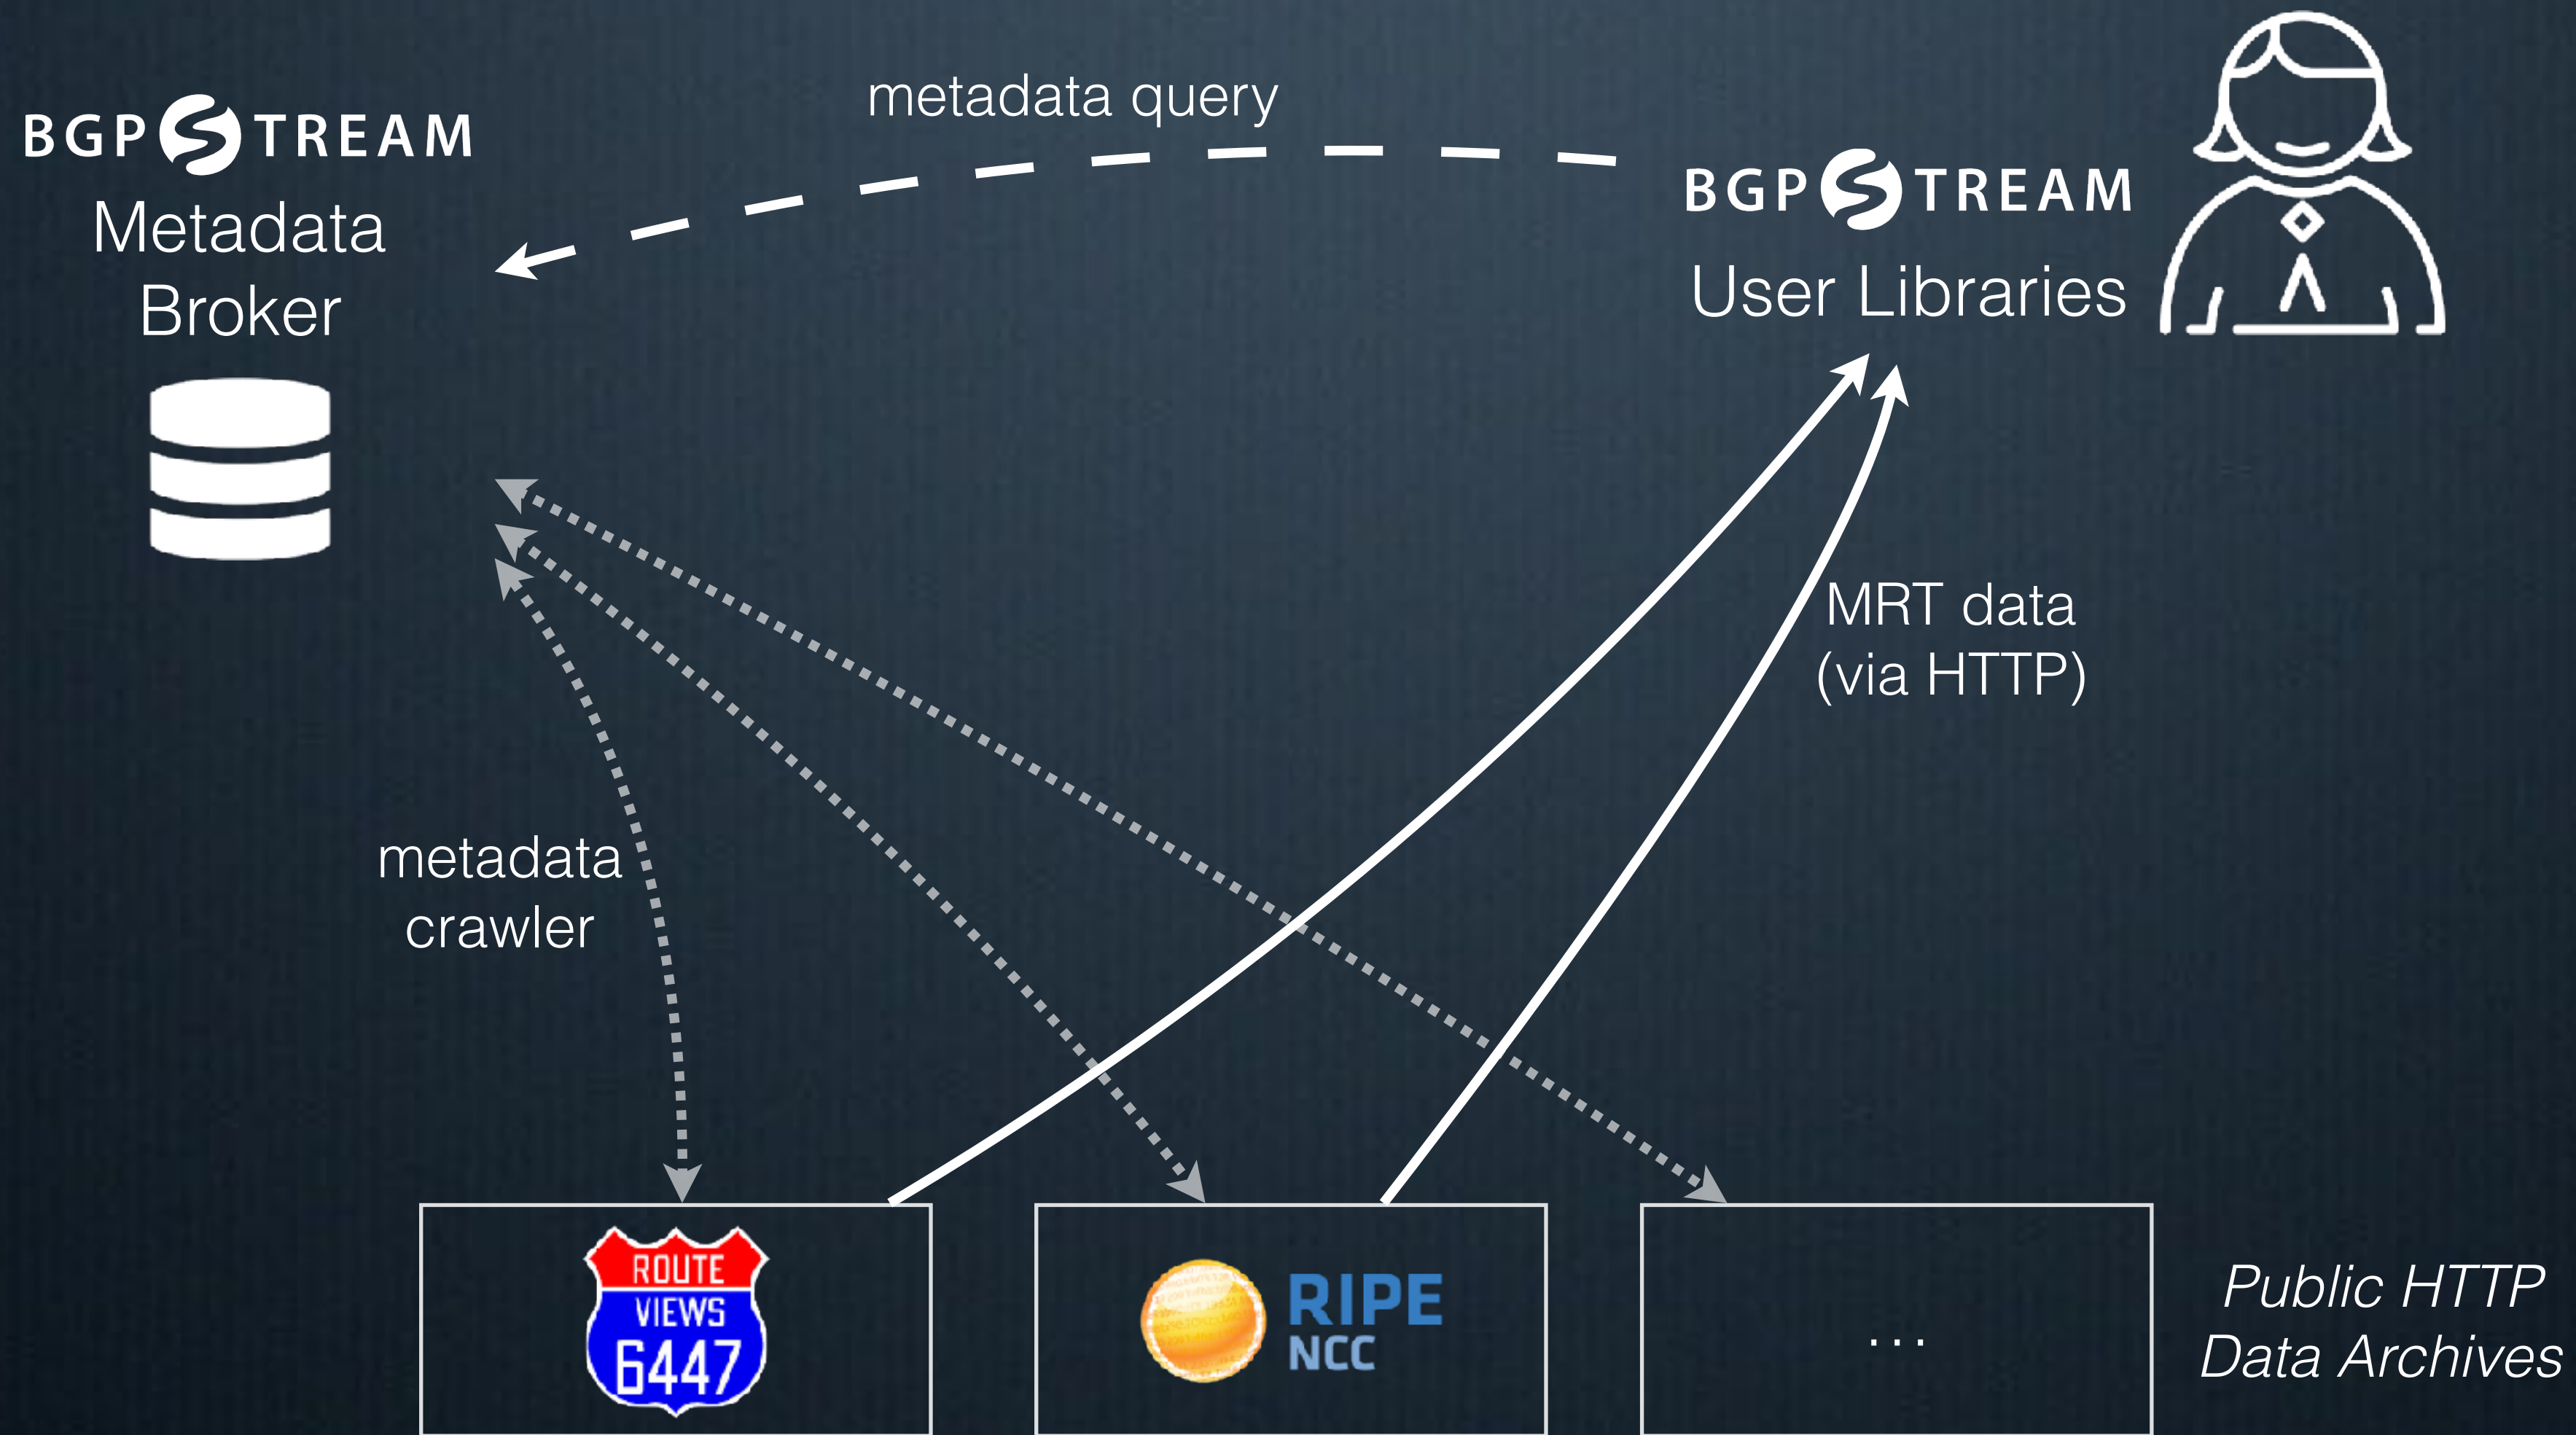 metadata query
BGPSTREAM
Metadata
Broker
BGPSTREAM
User Libraries
MRT data
(via HTTP)
metadata
crawler
ROUTE
VIEWS
6447
RIPE
NCC
...
Public HTTP
Data Archives